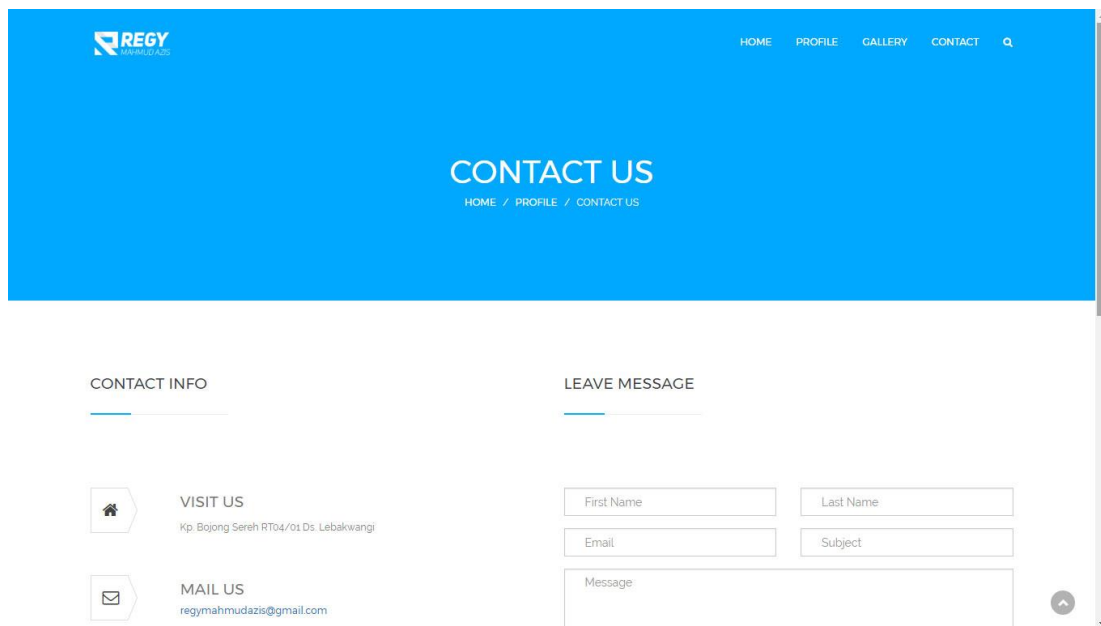 REGY
MAHMUD AZIS
HOME PROFILE GALLERY CONTACT
CONTACT US
HOME / PROFILE / CONTACT US
CONTACT INFO
LEAVE MESSAGE
VISIT US
Kp. Bojong Sereh RT04/01 Ds. Lebakwangi
MAIL US
regymahmudazis@gmail.com
First Name
Last Name
Email
Subject
Message